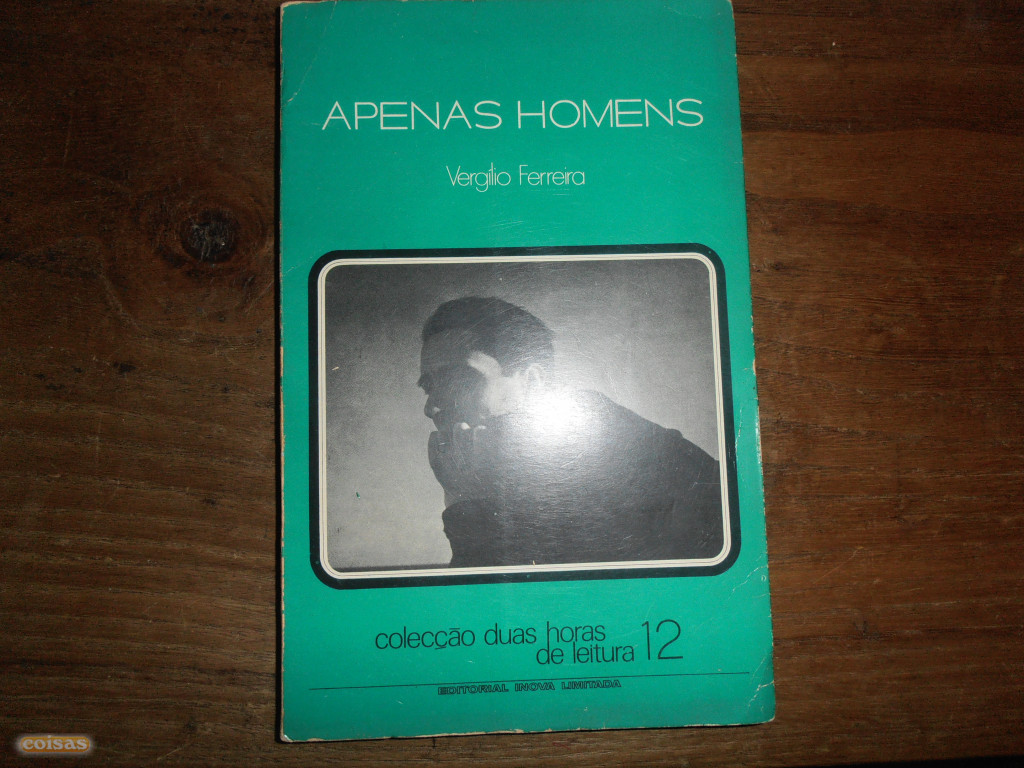 APENAS HOMENS
Vergílio Ferreira
colecção duas horas
de leitura 12
EDITORIAL INOVA LIMITADA
coisas